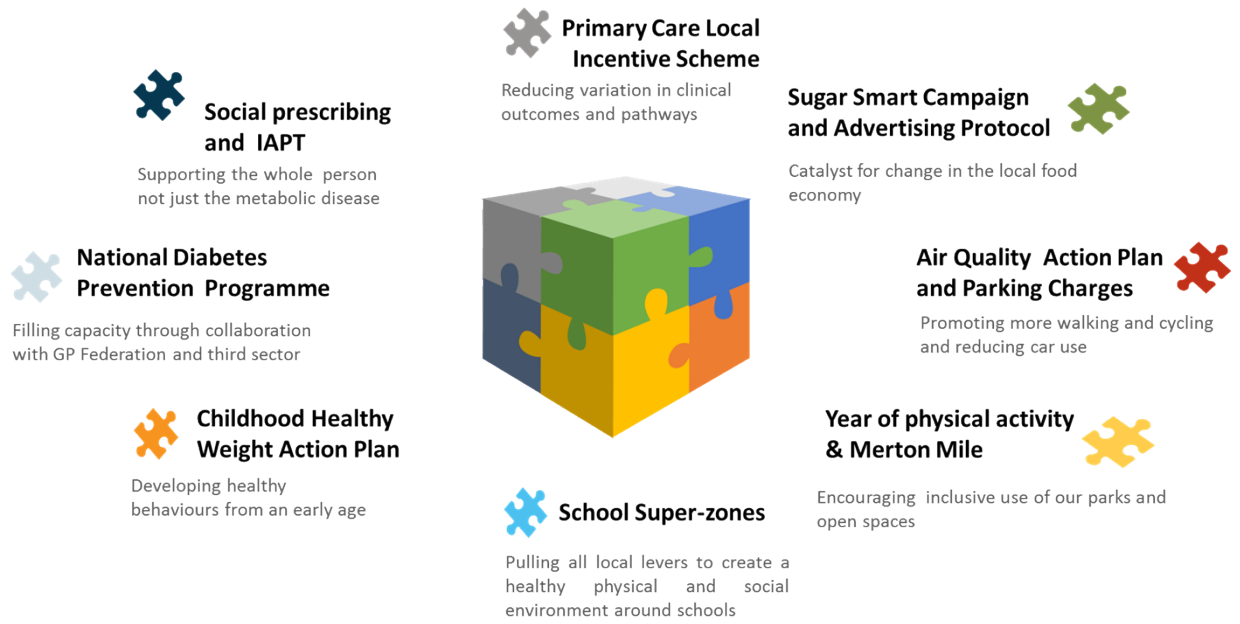 Primary Care Local
Incentive Scheme
Reducing variation in clinical
outcomes and pathways
Sugar Smart Campaign
and Advertising Protocol
Catalyst for change in the local food
economy
Air Quality Action Plan
and Parking Charges
Promoting more walking and cycling
and reducing car use
Year of physical activity
& Merton Mile
Encouraging inclusive use of our parks and
open spaces
School Super-zones
Pulling all local levers to create a
healthy physical and social
environment around schools
Childhood Healthy
Weight Action Plan
Developing healthy
behaviours from an early age
National Diabetes
Prevention Programme
Filling capacity through collaboration
with GP Federation and third sector
Social prescribing
and IAPT
Supporting the whole person
not just the metabolic disease